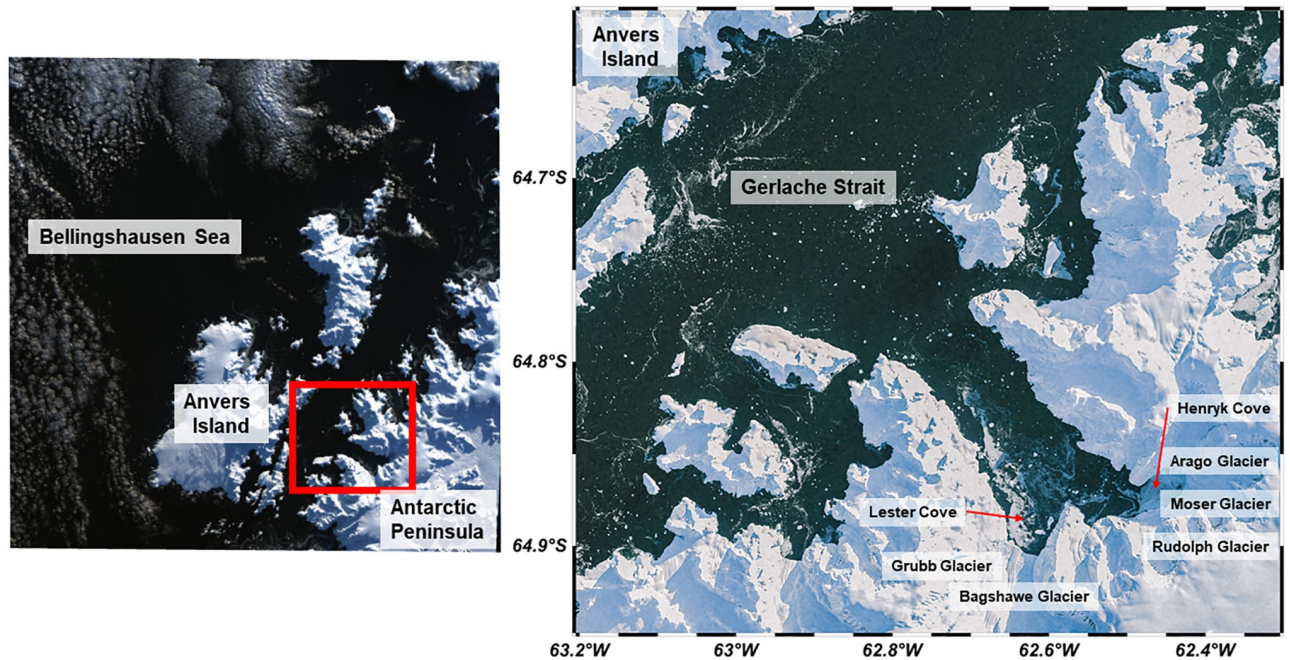 Bellingshausen Sea
Anvers
Island
Antarctic
Peninsula
Anvers
Island
Gerlache Strait
Henryk Cove
Arago Glacier
Moser Glacier
Lester Cove
Rudolph Glacier
Grubb Glacier
Bagshawe Glacier
64.7°S
64.8°S
64.9°S
63.2°W
63°W
62.8°W
62.6°W
62.4°W